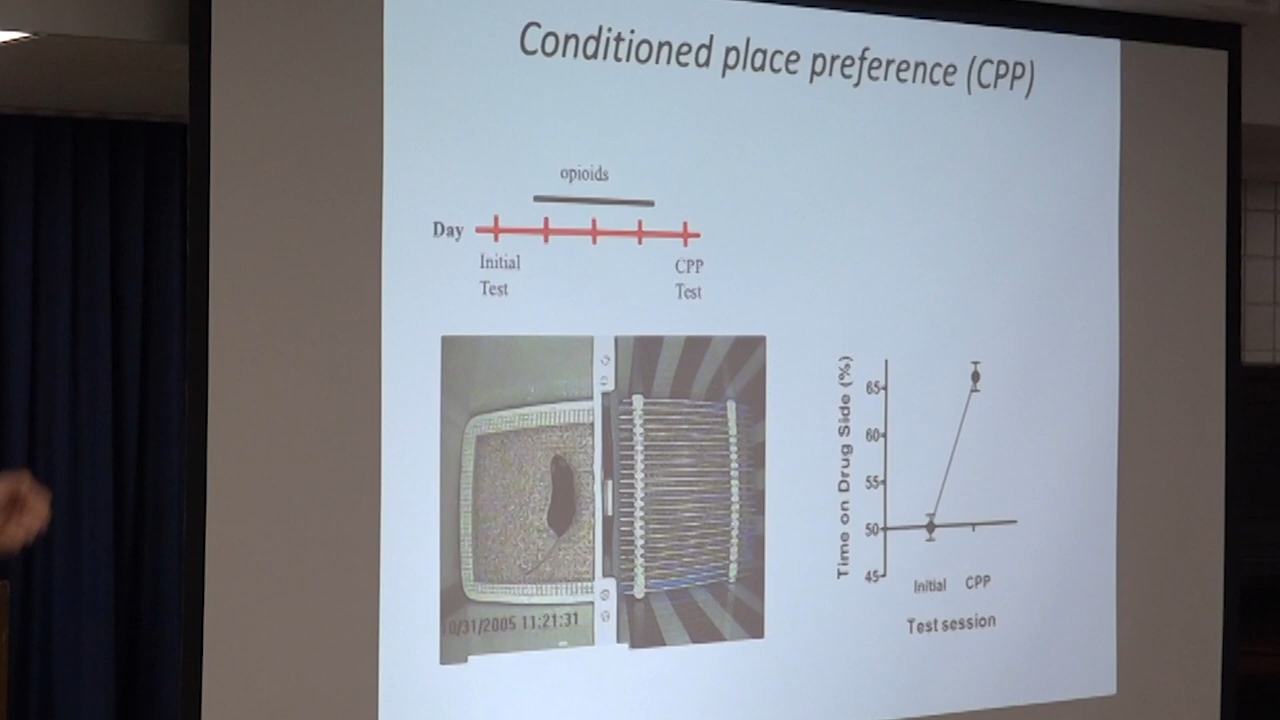 Conditioned place preference (CPP)
opioids
Day
Initial
Test
CPP
Test
0/31/2005 11:21:31
Time on Drug Side (%)
65
60
55
50
45
Initial CPP
Test session